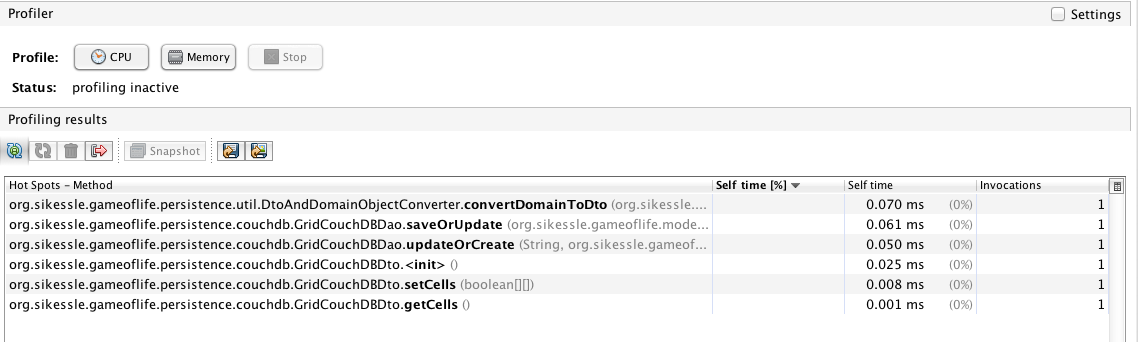 Profiler Settings
Profile: CPU Memory Stop
Status: profiling inactive
Profiling results
Snapshot
Hot Spots – Method Self time [%] Self time Invocations
org.sikessle.gameoflife.persistence.util.DtoAndDomainObjectConverter.convertDomainToDto (org.sikessle.... 0.070 ms (0%) 1
org.sikessle.gameoflife.persistence.couchdb.GridCouchDBDao.saveOrUpdate (org.sikessle.gameoflife.mode... 0.061 ms (0%) 1
org.sikessle.gameoflife.persistence.couchdb.GridCouchDBDao.updateOrCreate (String, org.sikessle.gameof... 0.050 ms (0%) 1
org.sikessle.gameoflife.persistence.couchdb.GridCouchDBDto.<init> () 0.025 ms (0%) 1
org.sikessle.gameoflife.persistence.couchdb.GridCouchDBDto.setCells (boolean[][]) 0.008 ms (0%) 1
org.sikessle.gameoflife.persistence.couchdb.GridCouchDBDto.getCells () 0.001 ms (0%) 1